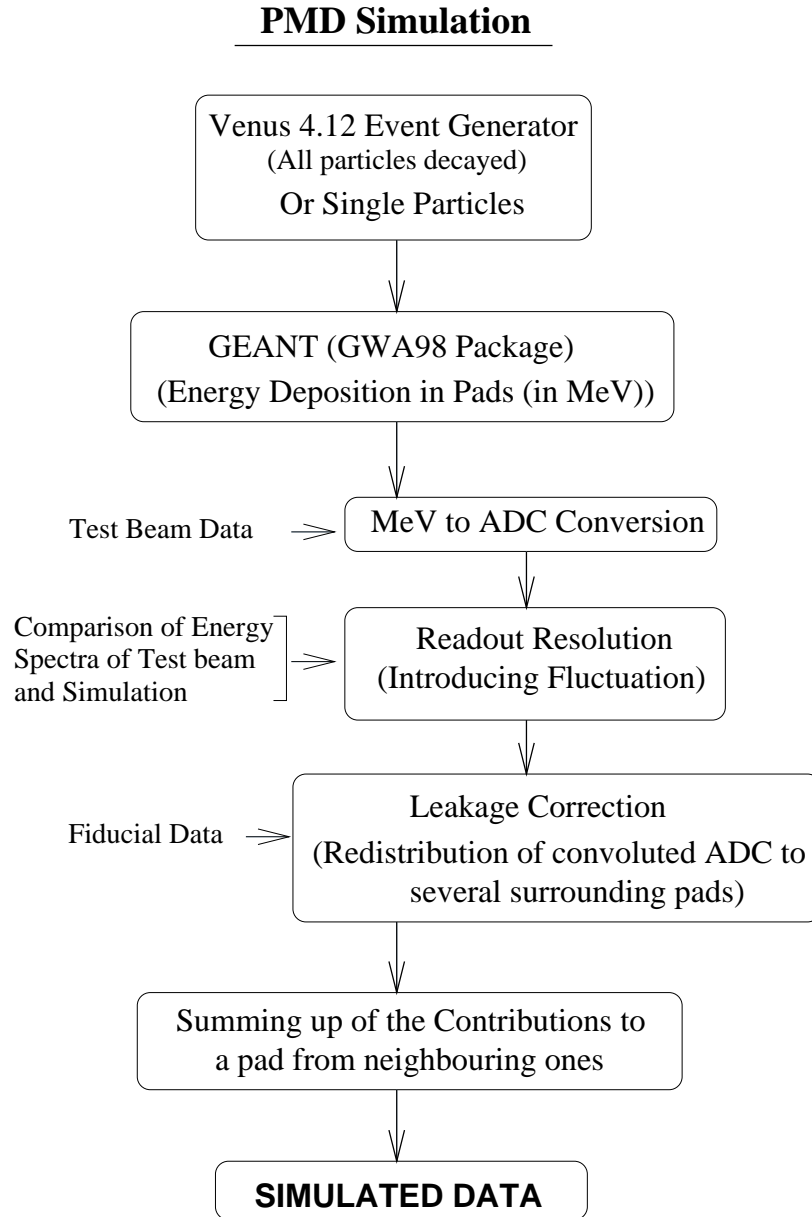 PMD Simulation
Venus 4.12 Event Generator
(All particles decayed)
Or Single Particles
GEANT (GWA98 Package)
(Energy Deposition in Pads (in MeV))
Test Beam Data
MeV to ADC Conversion
Comparison of Energy
Spectra of Test beam
and Simulation
Readout Resolution
(Introducing Fluctuation)
Fiducial Data
Leakage Correction
(Redistribution of convoluted ADC to
several surrounding pads)
Summing up of the Contributions to
a pad from neighbouring ones
SIMULATED DATA